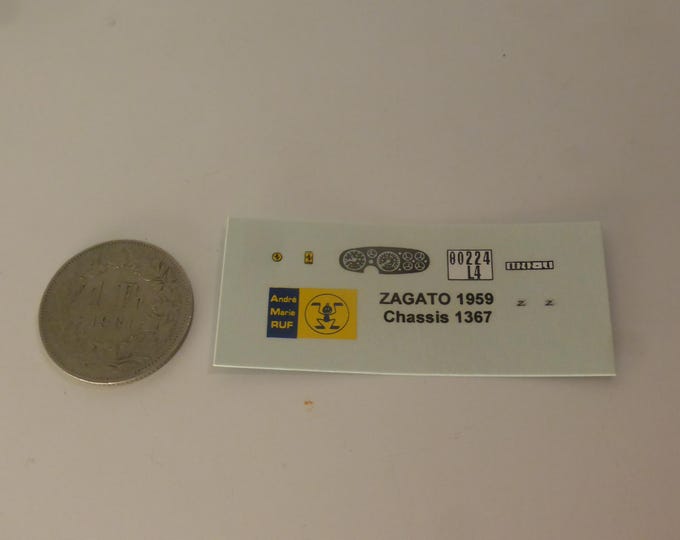 00224
L4
André
Marie
RUF
ZAGATO 1959
Chassis 1367
Z Z